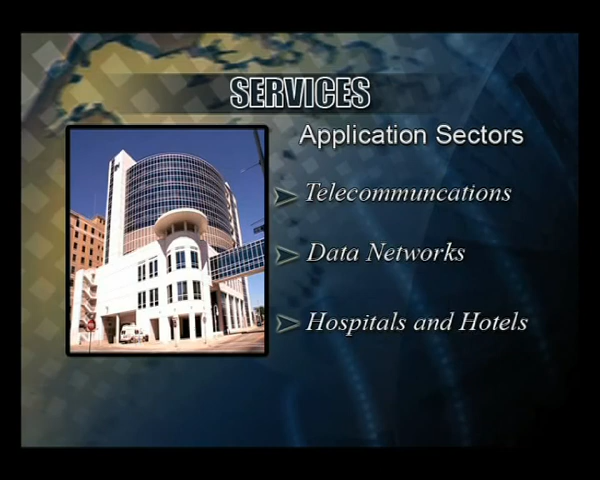 SERVICES
Application Sectors
Telecommuncations
Data Networks
Hospitals and Hotels